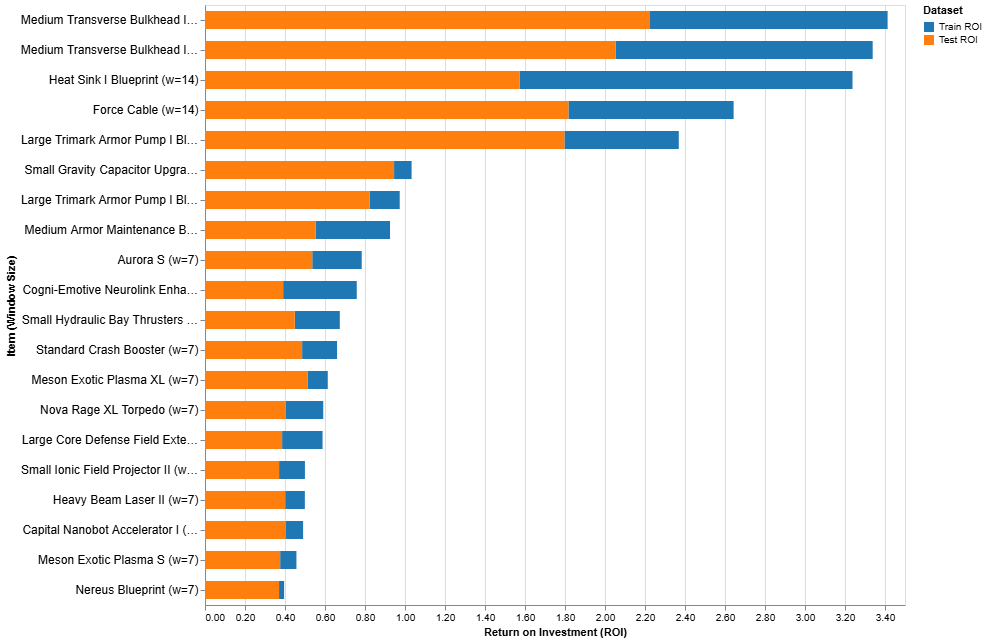 Dataset
Train ROI
Test ROI
Medium Transverse Bulkhead I…
Medium Transverse Bulkhead I…
Heat Sink I Blueprint (w=14)
Force Cable (w=14)
Large Trimark Armor Pump I Bl…
Small Gravity Capacitor Upgra…
Large Trimark Armor Pump I Bl…
Medium Armor Maintenance B…
Aurora S (w=7)
Cogni-Emotive Neurolink Enha…
Small Hydraulic Bay Thrusters …
Standard Crash Booster (w=7)
Meson Exotic Plasma XL (w=7)
Nova Rage XL Torpedo (w=7)
Large Core Defense Field Exte…
Small Ionic Field Projector II (w…
Heavy Beam Laser II (w=7)
Capital Nanobot Accelerator I (…
Meson Exotic Plasma S (w=7)
Nereus Blueprint (w=7)
Item (Window Size)
0.00 0.20 0.40 0.60 0.80 1.00 1.20 1.40 1.60 1.80 2.00 2.20 2.40 2.60 2.80 3.00 3.20 3.40
Return on Investment (ROI)